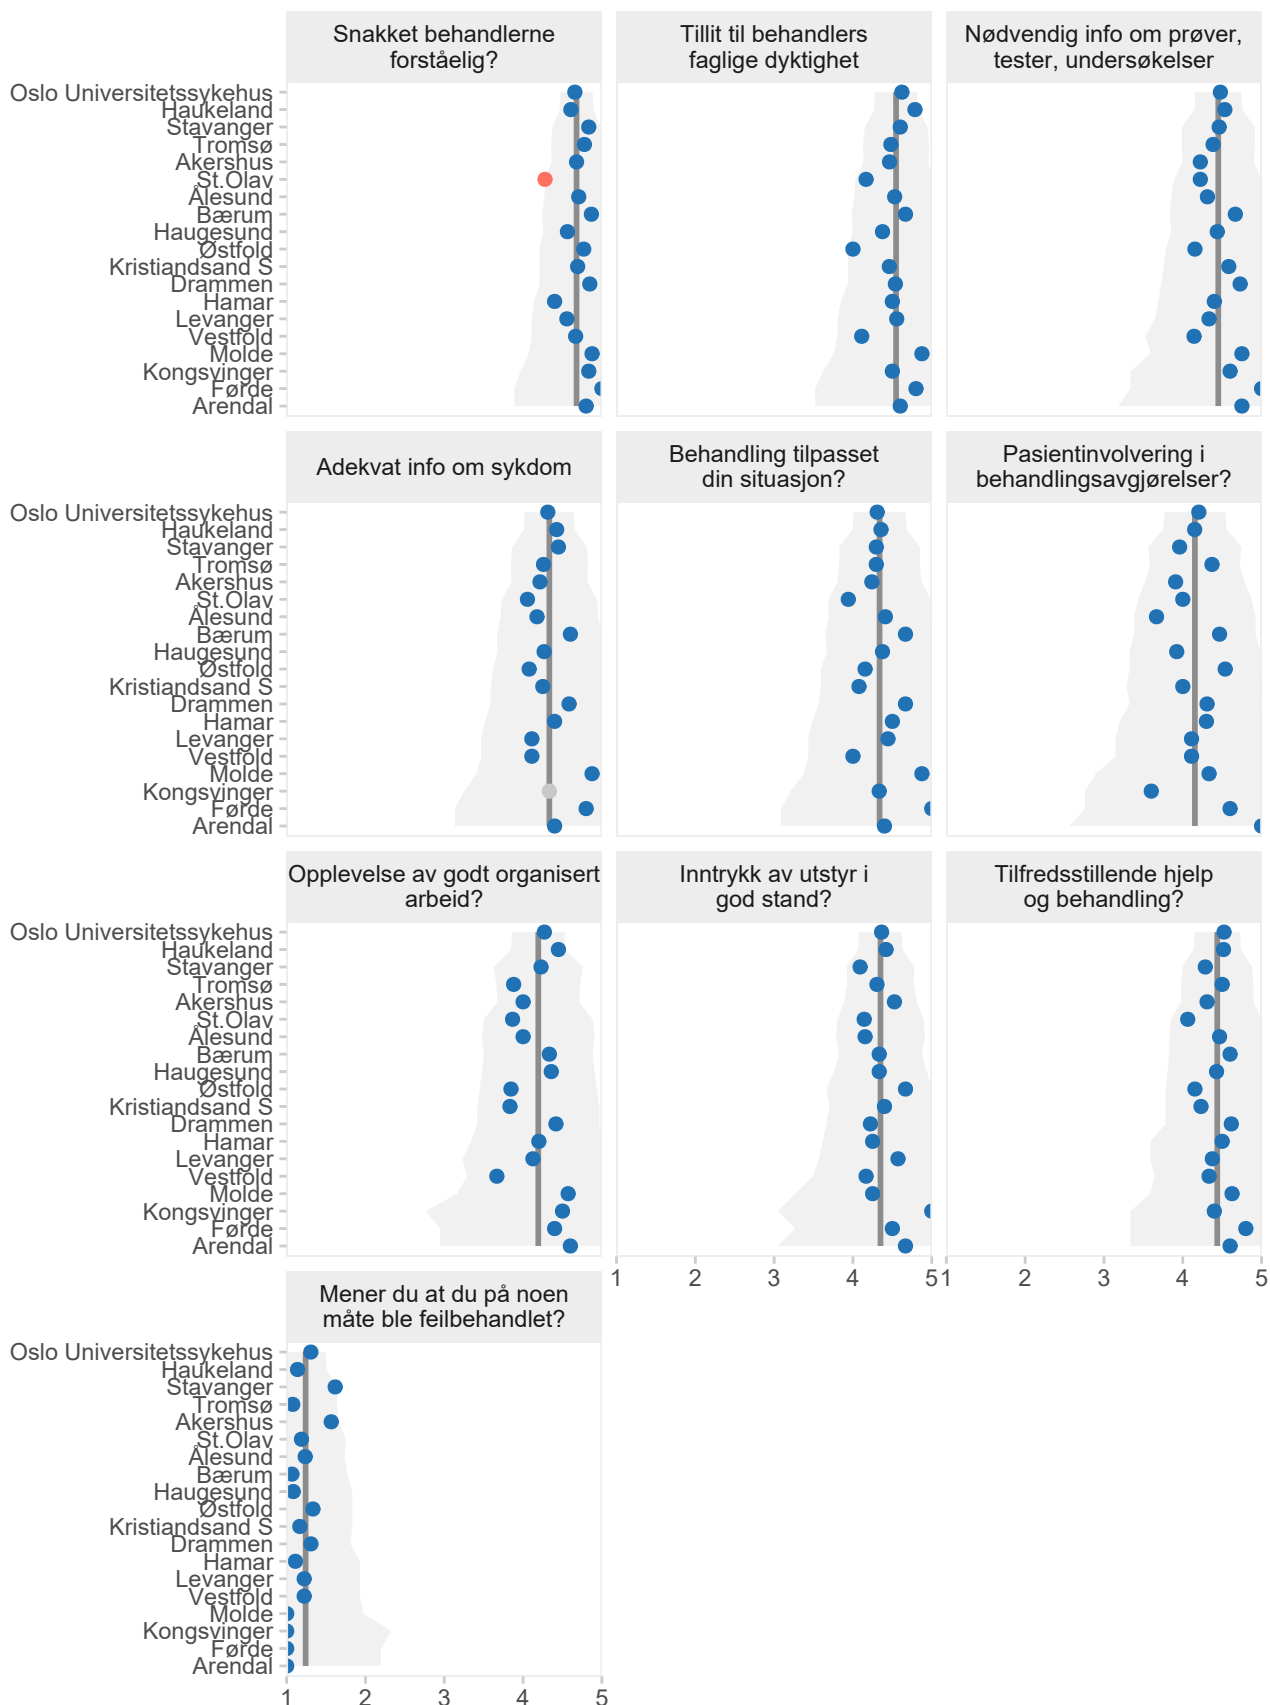 Snakket behandlerne
forståelig?
Tillit til behandlers
faglige dyktighet
Nødvendig info om prøver,
tester, undersøkelser
Oslo Universitetssykehus
Haukeland
Stavanger
Tromsø
Akershus
St.Olav
Ålesund
Bærum
Haugesund
Østfold
Kristiandsand S
Drammen
Hamar
Levanger
Vestfold
Molde
Kongsvinger
Førde
Arendal
Adekvat info om sykdom
Behandling tilpasset
din situasjon?
Pasientinvolvering i
behandlingsavgjørelser?
Oslo Universitetssykehus
Haukeland
Stavanger
Tromsø
Akershus
St.Olav
Ålesund
Bærum
Haugesund
Østfold
Kristiandsand S
Drammen
Hamar
Levanger
Vestfold
Molde
Kongsvinger
Førde
Arendal
Opplevelse av godt organisert
arbeid?
Inntrykk av utstyr i
god stand?
Tilfredsstillende hjelp
og behandling?
Oslo Universitetssykehus
Haukeland
Stavanger
Tromsø
Akershus
St.Olav
Ålesund
Bærum
Haugesund
Østfold
Kristiandsand S
Drammen
Hamar
Levanger
Vestfold
Molde
Kongsvinger
Førde
Arendal
1 2 3 4 5
1 2 3 4 5
Mener du at du på noen
måte ble feilbehandlet?
Oslo Universitetssykehus
Haukeland
Stavanger
Tromsø
Akershus
St.Olav
Ålesund
Bærum
Haugesund
Østfold
Kristiandsand S
Drammen
Hamar
Levanger
Vestfold
Molde
Kongsvinger
Førde
Arendal
1 2 3 4 5